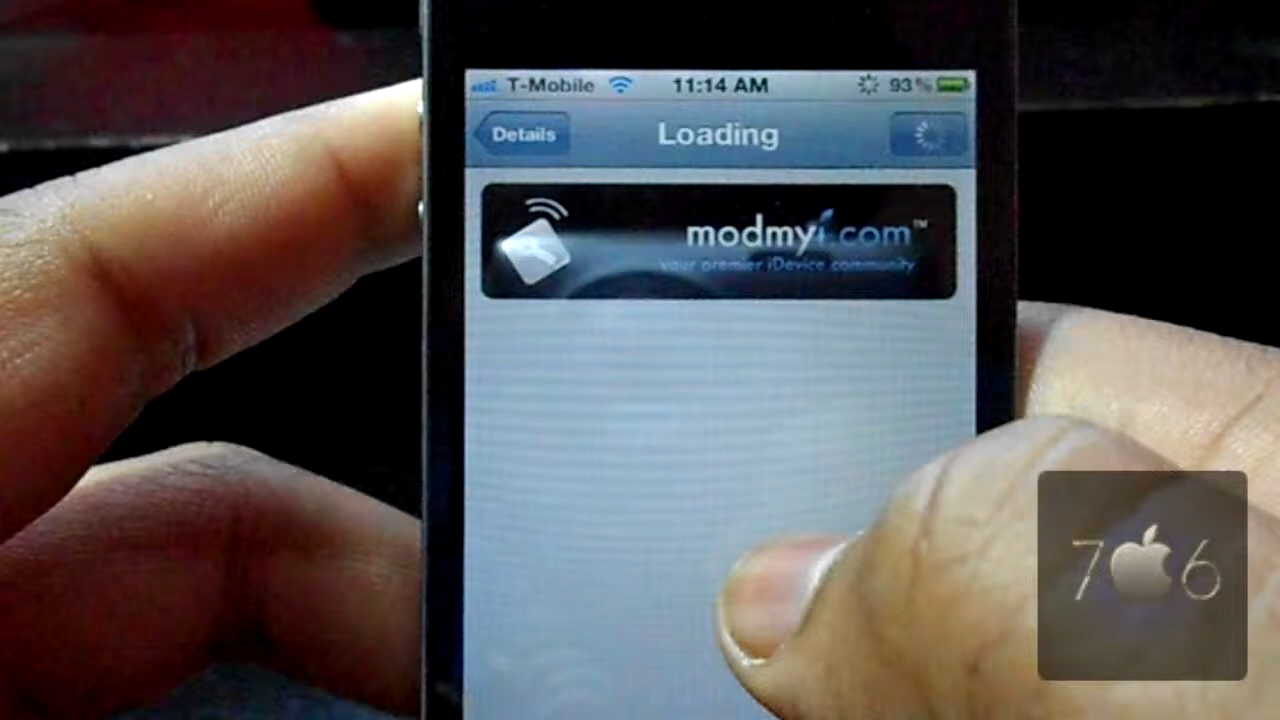 T-Mobile 11:14 AM 93%
Details Loading
modmyi.com™
your premier iDevice community
7 6